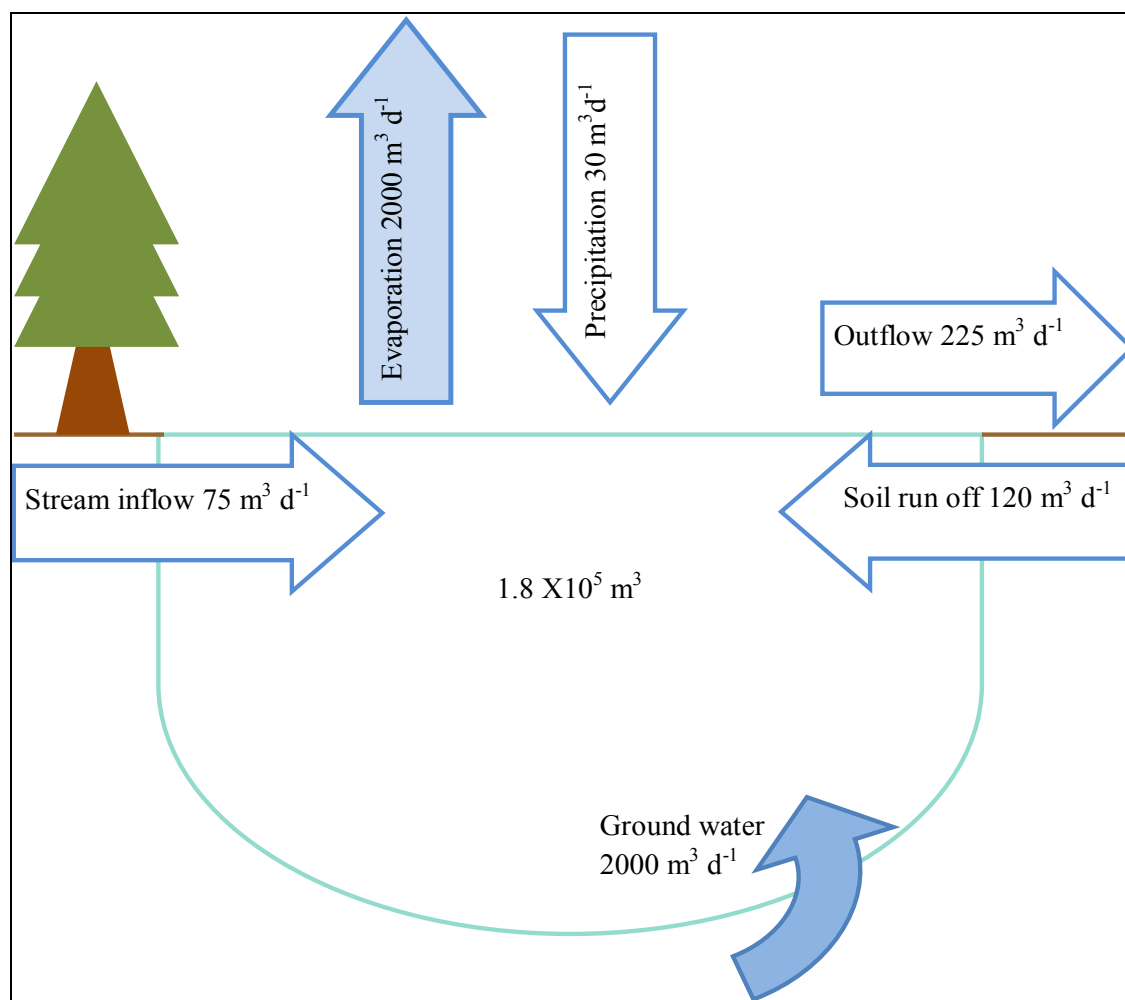 Evaporation 2000 m³ d⁻¹
Precipitation 30 m³d⁻¹
Outflow 225 m³ d⁻¹
Stream inflow 75 m³ d⁻¹
Soil run off 120 m³ d⁻¹
1.8 X10⁵ m³
Ground water
2000 m³ d⁻¹